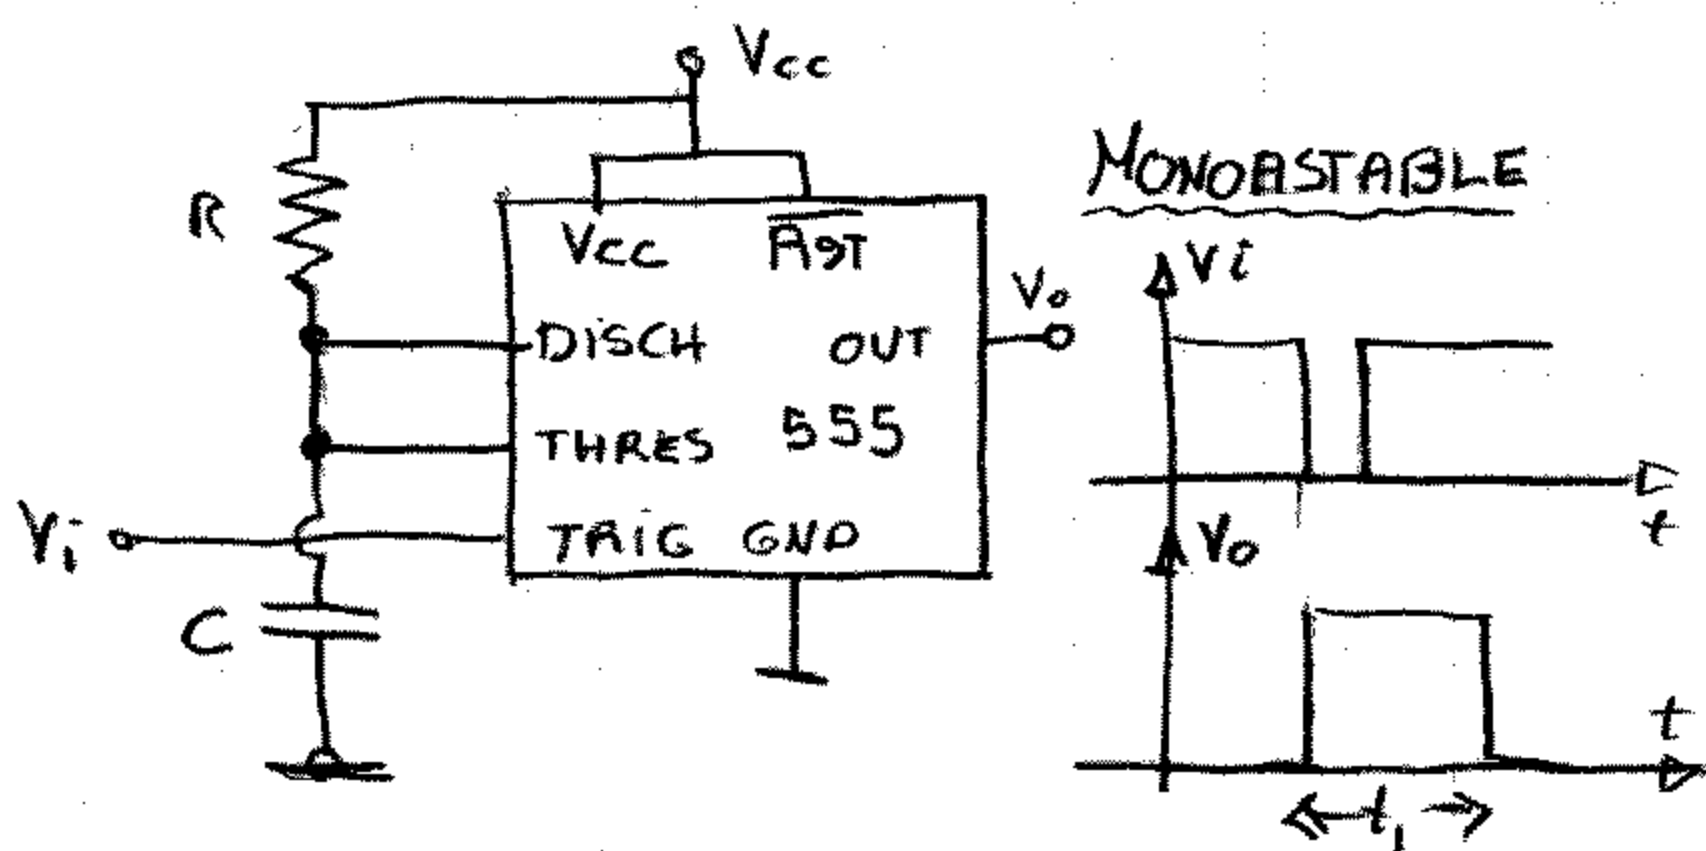 Vcc
MONOASTABLE
R
Vcc
RST
Vi
DISCH
OUT
Vo
THRES
555
t
Vi
TRIG
GND
Vo
C
t
t1